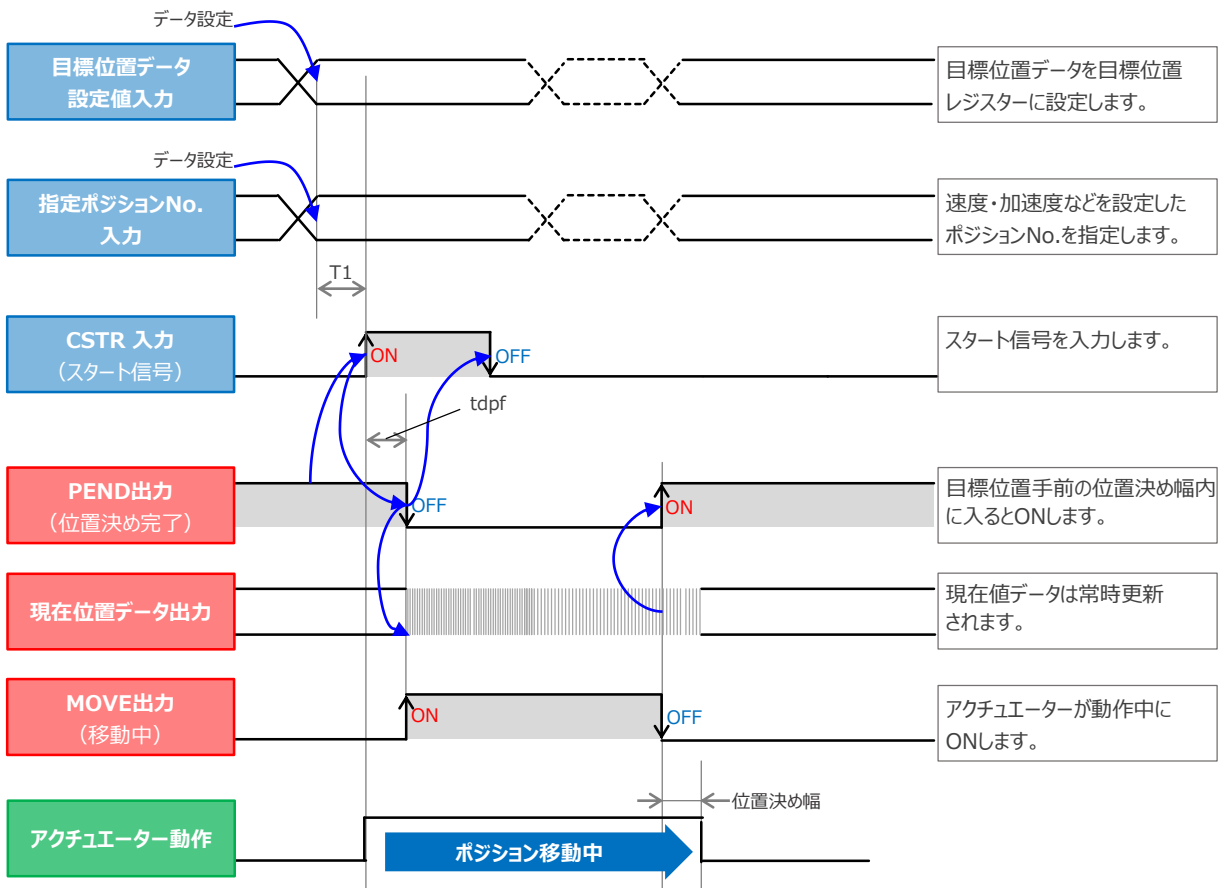 データ設定
目標位置データ
設定値入力
目標位置データを目標位置
レジスターに設定します。
データ設定
指定ポジションNo.
入力
速度・加速度などを設定した
ポジションNo.を指定します。
T1
CSTR 入力
（スタート信号）
ON
OFF
スタート信号を入力します。
tdpf
PEND出力
（位置決め完了）
OFF
ON
目標位置手前の位置決め幅内
に入るとONします。
現在位置データ出力
現在値データは常時更新
されます。
MOVE出力
（移動中）
ON
OFF
アクチュエーターが動作中に
ONします。
位置決め幅
アクチュエーター動作
ポジション移動中